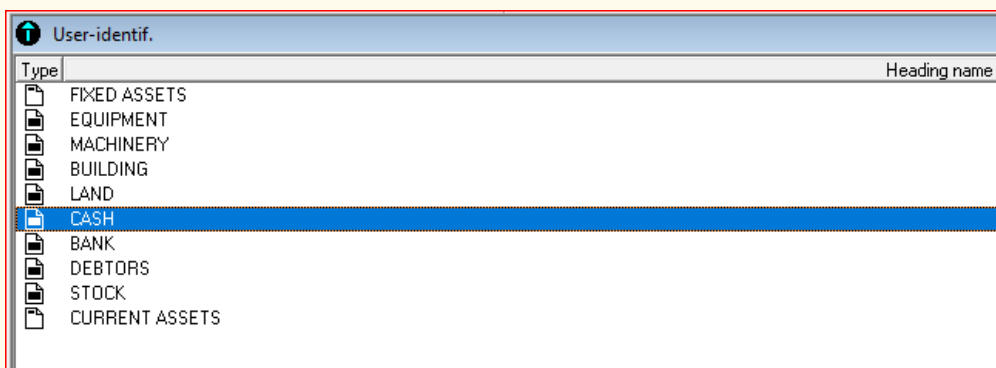 User-identif.
Type Heading name
FIXED ASSETS
EQUIPMENT
MACHINERY
BUILDING
LAND
CASH
BANK
DEBTORS
STOCK
CURRENT ASSETS